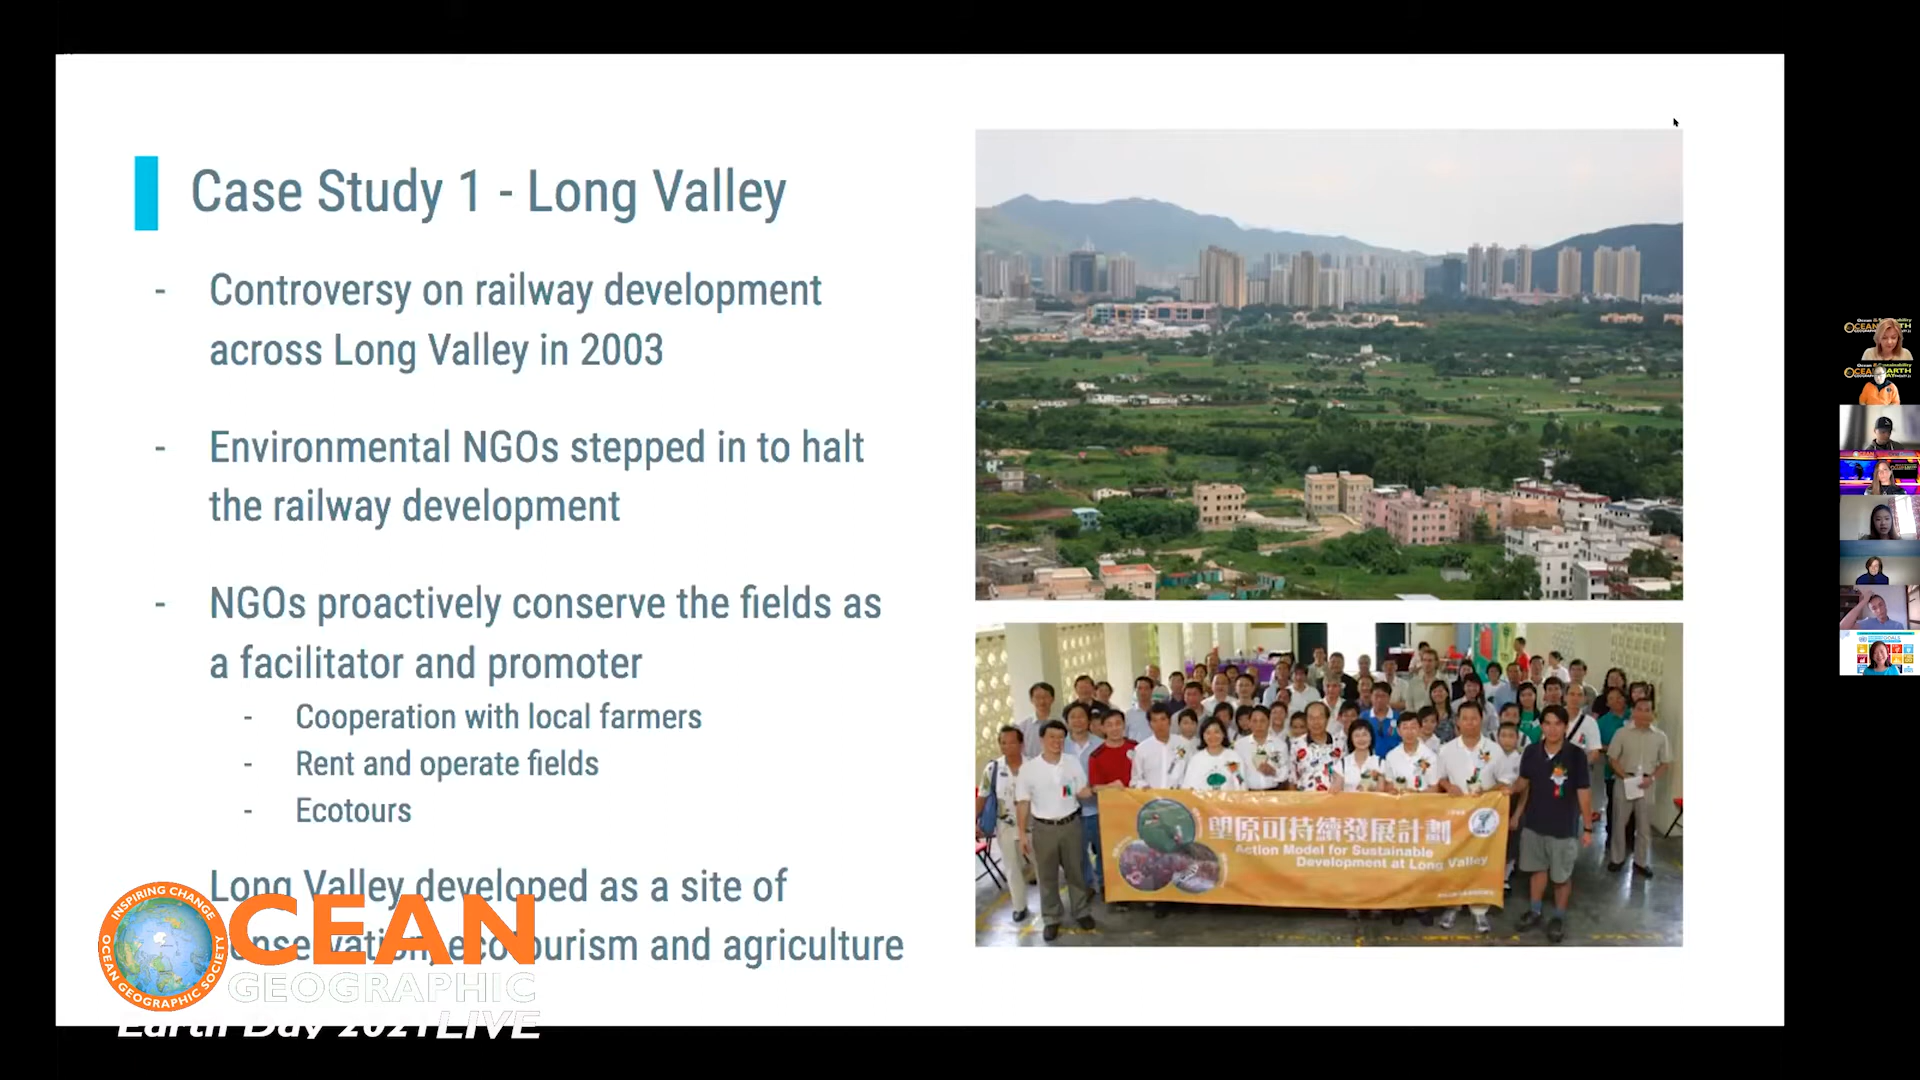 Case Study 1 - Long Valley
- Controversy on railway development
across Long Valley in 2003
- Environmental NGOs stepped in to halt
the railway development
- NGOs proactively conserve the fields as
a facilitator and promoter
- Cooperation with local farmers
- Rent and operate fields
- Ecotours
Long Valley developed as a site of
conservation, ecotourism and agriculture
塱原可持續發展計劃
Action Model for Sustainable
Development at Long Valley
INSPIRING CHANGE
OCEAN GEOGRAPHIC SOCIETY
OCEAN
GEOGRAPHIC
Earth Day 2021 LIVE